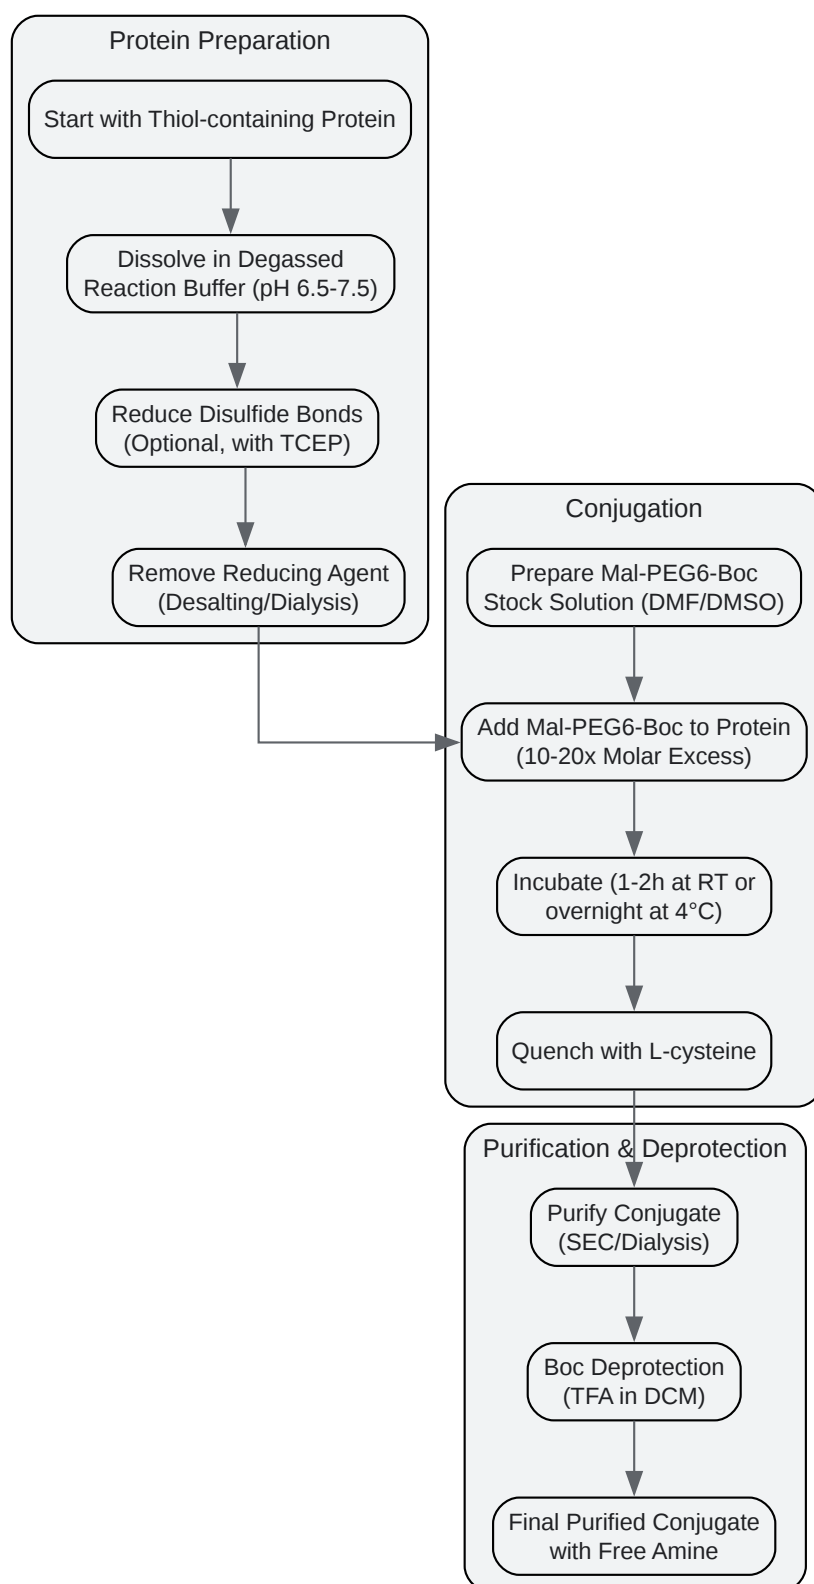 Protein Preparation
Start with Thiol-containing Protein
Dissolve in Degassed
Reaction Buffer (pH 6.5-7.5)
Reduce Disulfide Bonds
(Optional, with TCEP)
Remove Reducing Agent
(Desalting/Dialysis)
Conjugation
Prepare Mal-PEG6-Boc
Stock Solution (DMF/DMSO)
Add Mal-PEG6-Boc to Protein
(10-20x Molar Excess)
Incubate (1-2h at RT or
overnight at 4°C)
Quench with L-cysteine
Purification & Deprotection
Purify Conjugate
(SEC/Dialysis)
Boc Deprotection
(TFA in DCM)
Final Purified Conjugate
with Free Amine